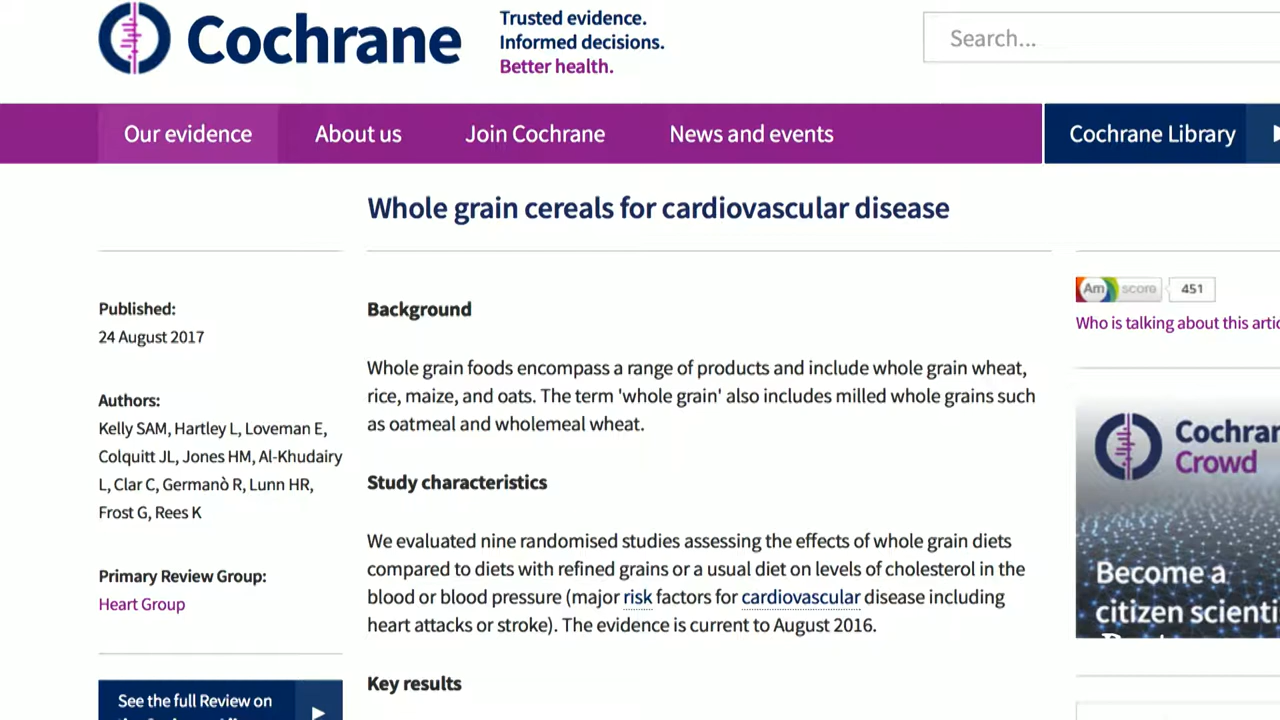 Cochrane
Trusted evidence.
Informed decisions.
Better health.
Search...
Our evidence
About us
Join Cochrane
News and events
Cochrane Library
Whole grain cereals for cardiovascular disease
Published:
24 August 2017
Authors:
Kelly SAM, Hartley L, Loveman E,
Colquitt JL, Jones HM, Al-Khudairy
L, Clar C, Germanò R, Lunn HR,
Frost G, Rees K
Primary Review Group:
Heart Group
See the full Review on
Background
Whole grain foods encompass a range of products and include whole grain wheat,
rice, maize, and oats. The term 'whole grain' also includes milled whole grains such
as oatmeal and wholemeal wheat.
Study characteristics
We evaluated nine randomised studies assessing the effects of whole grain diets
compared to diets with refined grains or a usual diet on levels of cholesterol in the
blood or blood pressure (major risk factors for cardiovascular disease including
heart attacks or stroke). The evidence is current to August 2016.
Key results
Am score 451
Who is talking about this artic
Cochrar
Crowd
Become a
citizen scienti